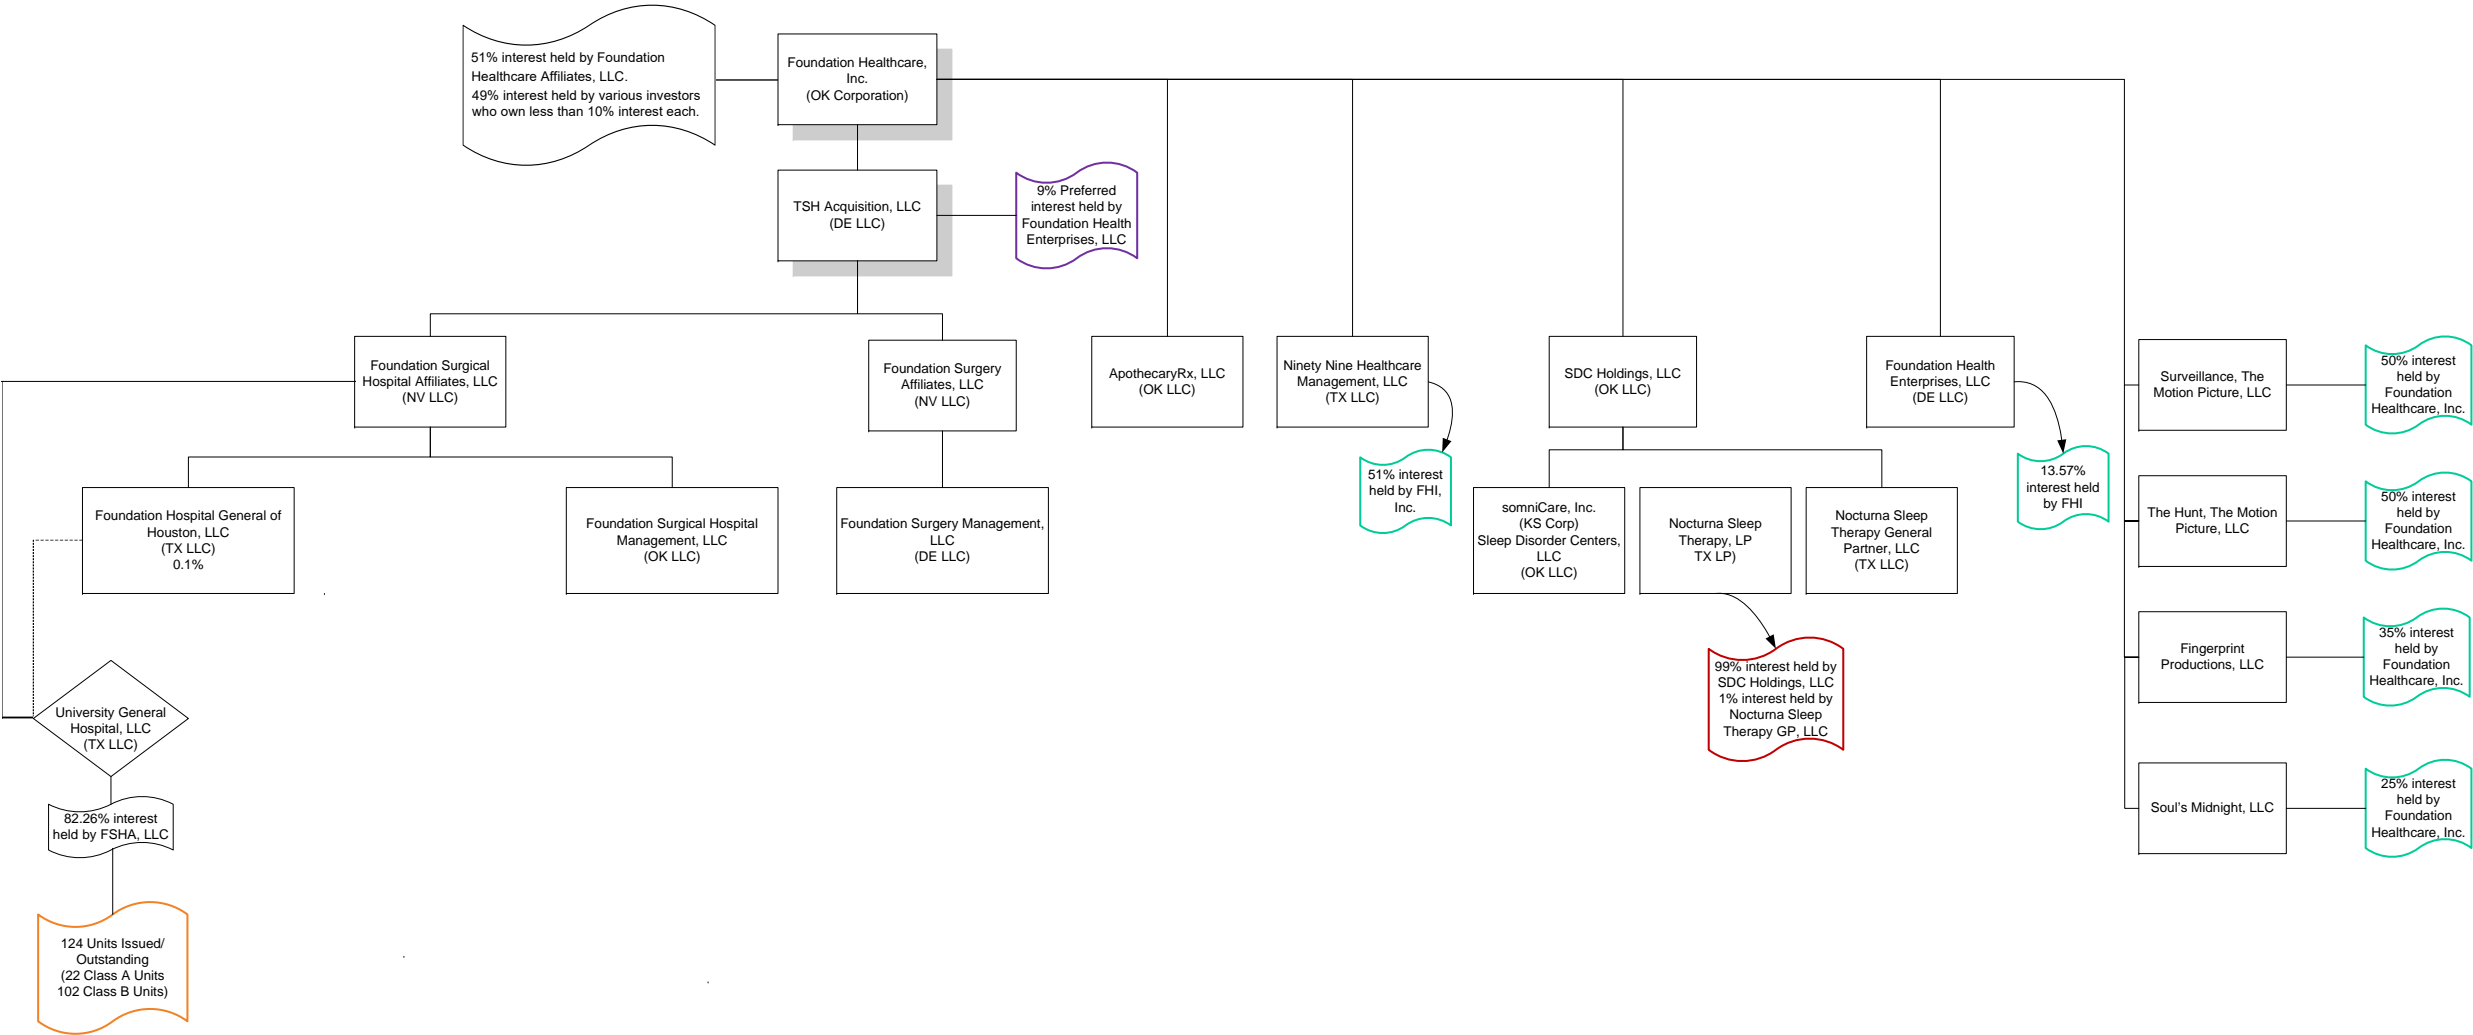 51% interest held by Foundation
Healthcare Affiliates, LLC.
49% interest held by various investors
who own less than 10% interest each.
Foundation Healthcare,
Inc.
(OK Corporation)
TSH Acquisition, LLC
(DE LLC)
9% Preferred
interest held by
Foundation Health
Enterprises, LLC
Foundation Surgical
Hospital Affiliates, LLC
(NV LLC)
Foundation Surgery
Affiliates, LLC
(NV LLC)
ApothecaryRx, LLC
(OK LLC)
Ninety Nine Healthcare
Management, LLC
(TX LLC)
SDC Holdings, LLC
(OK LLC)
Foundation Health
Enterprises, LLC
(DE LLC)
Surveillance, The
Motion Picture, LLC
50% interest
held by
Foundation
Healthcare, Inc.
51% interest
held by FHI,
Inc.
13.57%
interest held
by FHI
Foundation Hospital General of
Houston, LLC
(TX LLC)
0.1%
Foundation Surgical Hospital
Management, LLC
(OK LLC)
Foundation Surgery Management,
LLC
(DE LLC)
somniCare, Inc.
(KS Corp)
Sleep Disorder Centers,
LLC
(OK LLC)
Nocturna Sleep
Therapy, LP
TX LP)
Nocturna Sleep
Therapy General
Partner, LLC
(TX LLC)
The Hunt, The Motion
Picture, LLC
50% interest
held by
Foundation
Healthcare, Inc.
99% interest held by
SDC Holdings, LLC
1% interest held by
Nocturna Sleep
Therapy GP, LLC
Fingerprint
Productions, LLC
35% interest
held by
Foundation
Healthcare, Inc.
University General
Hospital, LLC
(TX LLC)
82.26% interest
held by FSHA, LLC
Soul's Midnight, LLC
25% interest
held by
Foundation
Healthcare, Inc.
124 Units Issued/
Outstanding
(22 Class A Units
102 Class B Units)